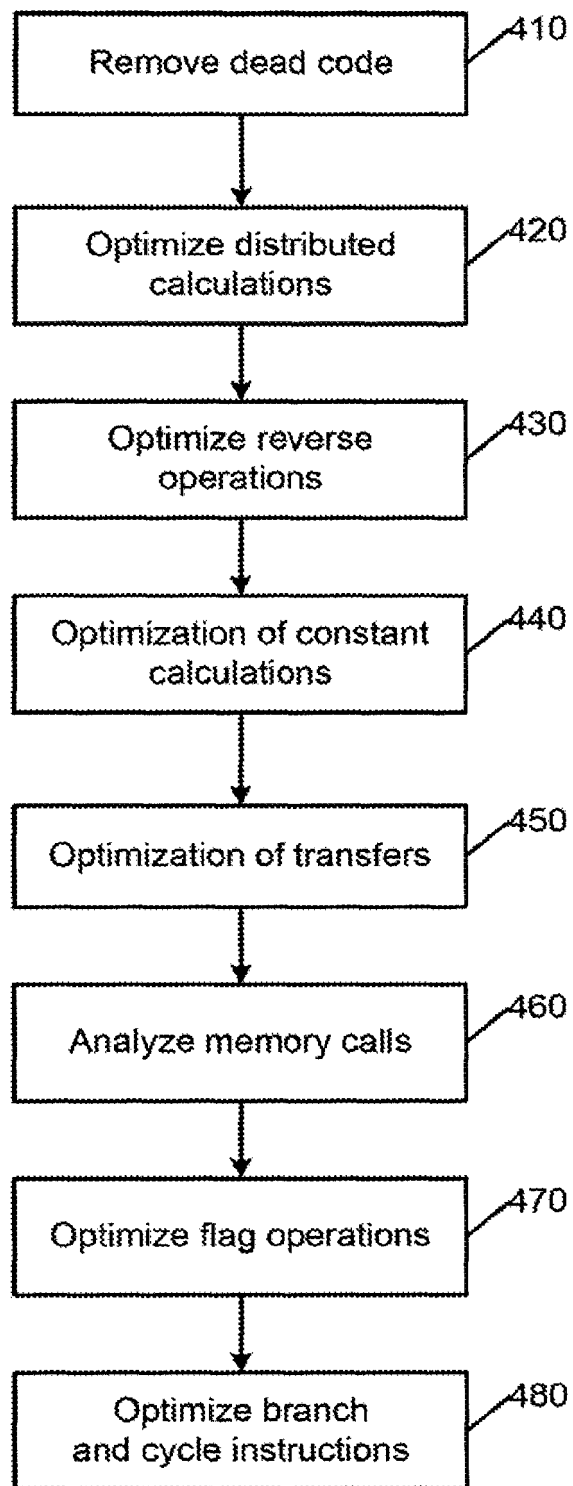 410
Remove dead code
420
Optimize distributed
calculations
430
Optimize reverse
operations
440
Optimization of constant
calculations
450
Optimization of transfers
460
Analyze memory calls
470
Optimize flag operations
480
Optimize branch
and cycle instructions